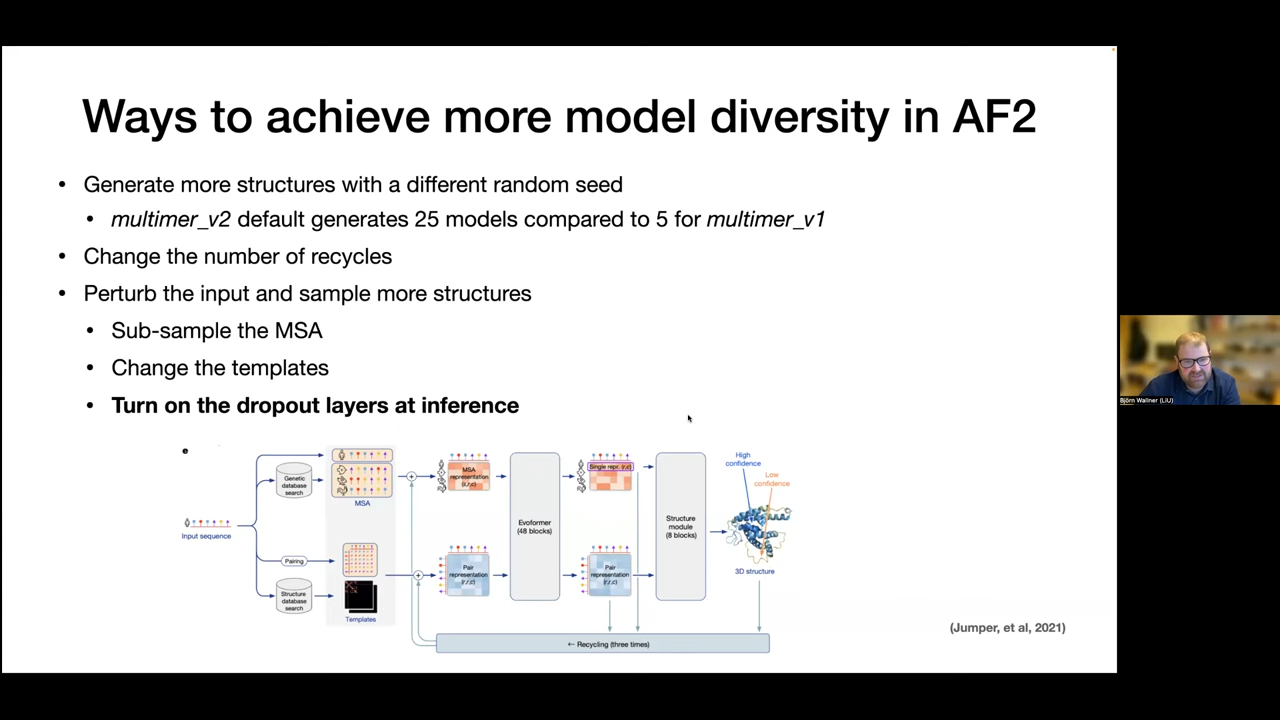 Ways to achieve more model diversity in AF2
• Generate more structures with a different random seed
• multimer_v2 default generates 25 models compared to 5 for multimer_v1
• Change the number of recycles
• Perturb the input and sample more structures
• Sub-sample the MSA
• Change the templates
• Turn on the dropout layers at inference
e
Input sequence
Genetic
database
search
MSA
Pairing
Structure
database
search
Templates
MSA
representation
(s,r,c)
Pair
representation
(r,r,c)
Evoformer
(48 blocks)
Single repr. (r,c)
Pair
representation
(r,r,c)
Structure
module
(8 blocks)
High
confidence
Low
confidence
3D structure
← Recycling (three times)
(Jumper, et al, 2021)
Björn Wallner (LiU)